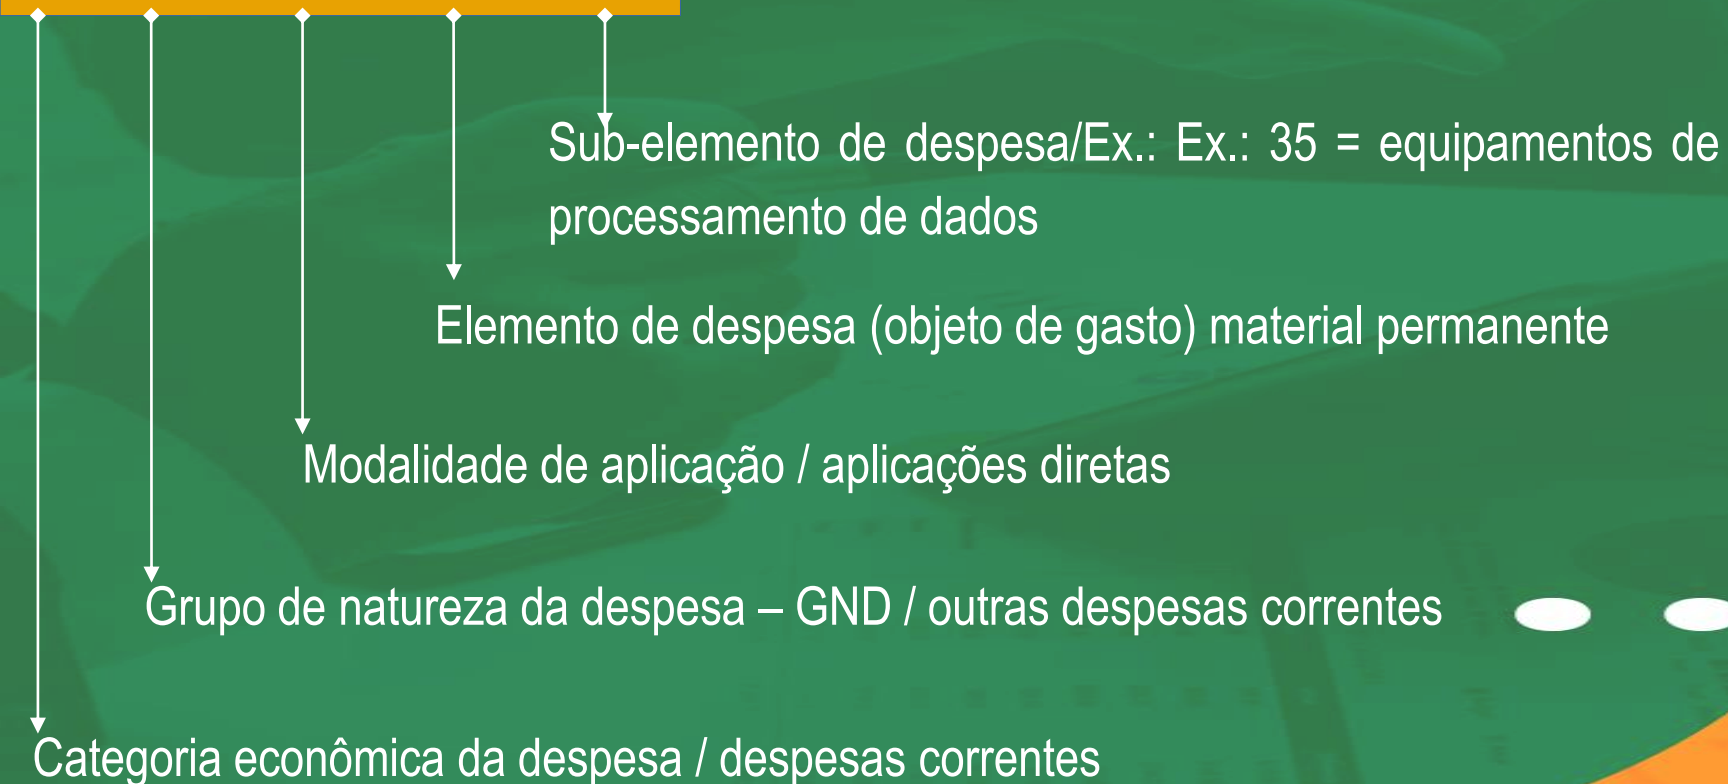 Sub-elemento de despesa/Ex.: Ex.: 35 = equipamentos de
processamento de dados
Elemento de despesa (objeto de gasto) material permanente
Modalidade de aplicação / aplicações diretas
Grupo de natureza da despesa – GND / outras despesas correntes
Categoria econômica da despesa / despesas correntes